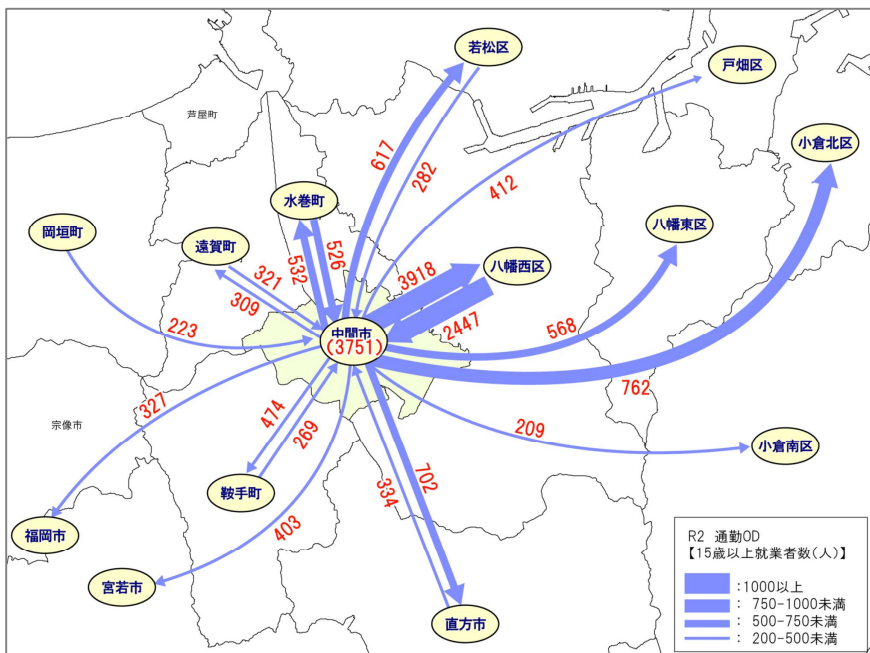 若松区
戸畑区
芦屋町
小倉北区
617
282
412
水巻町
岡垣町
遠賀町
八幡東区
526
532
321
309
3918
八幡西区
2447
568
223
中間市
(3751)
762
327
474
269
209
宗像市
小倉南区
702
334
鞍手町
403
福岡市
宮若市
直方市
R2 通勤OD
【15歳以上就業者数(人)】
:1000以上
: 750-1000未満
: 500-750未満
: 200-500未満